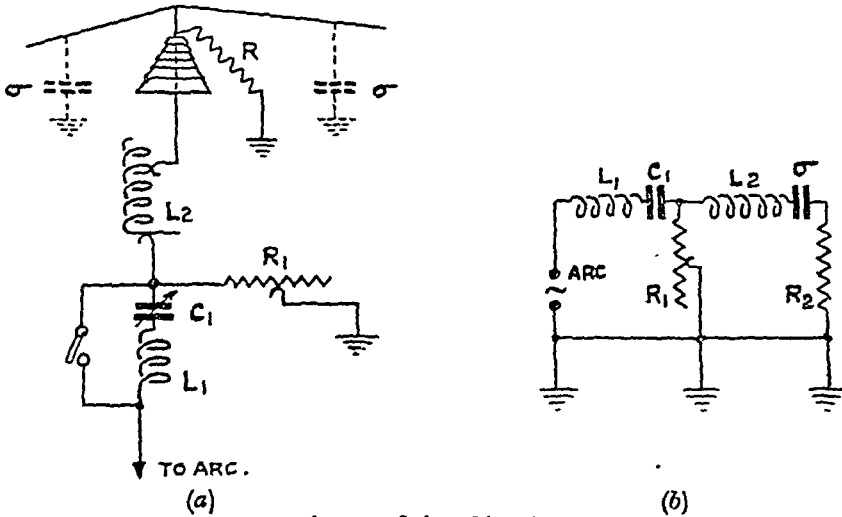 R
σ
σ
L2
R1
C1
L1
TO ARC.
(a)
L1
C1
L2
σ
ARC
~
R1
R2
(b)